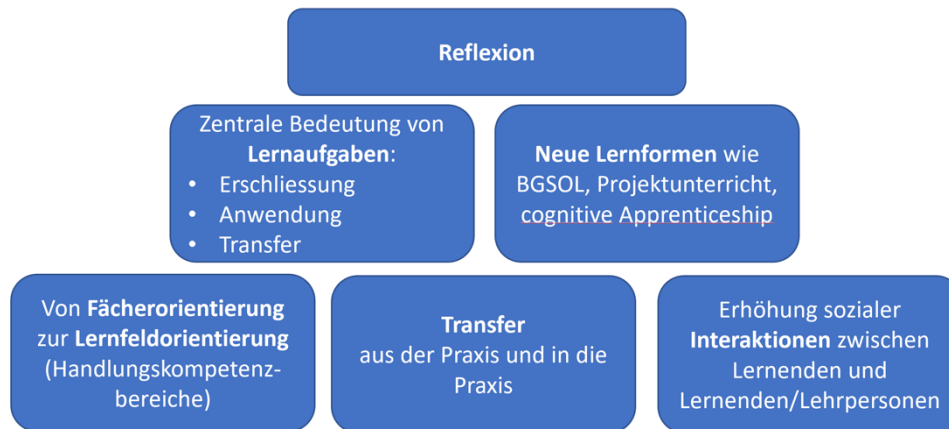 Reflexion
Zentrale Bedeutung von
Lernaufgaben:
• Erschliessung
• Anwendung
• Transfer
Neue Lernformen wie
BGSOL, Projektunterricht,
cognitive Apprenticeship
Von Fächerorientierung
zur Lernfeldorientierung
(Handlungskompetenz-
bereiche)
Transfer
aus der Praxis und in die
Praxis
Erhöhung sozialer
Interaktionen zwischen
Lernenden und
Lernenden/Lehrpersonen